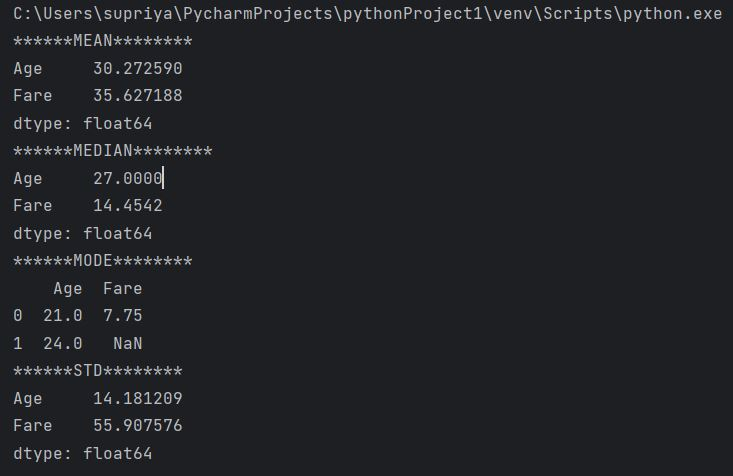 C:\Users\supriya\PycharmProjects\pythonProject1\venv\Scripts\python.exe
******MEAN********
Age     30.272590
Fare    35.627188
dtype: float64
******MEDIAN********
Age     27.0000
Fare    14.4542
dtype: float64
******MODE********
    Age  Fare
0  21.0  7.75
1  24.0   NaN
******STD********
Age     14.181209
Fare    55.907576
dtype: float64